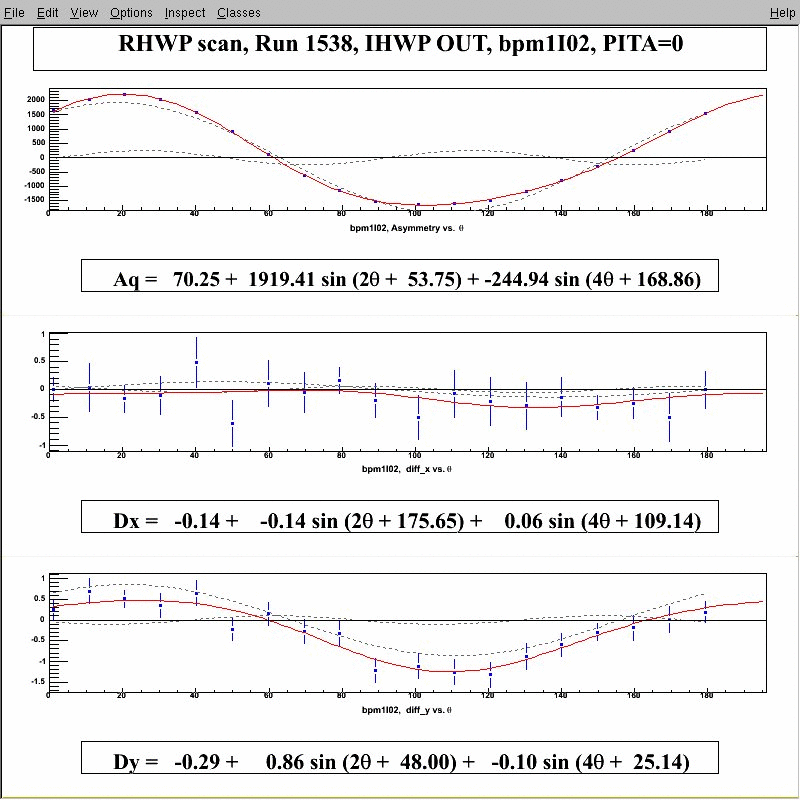 File Edit View Options Inspect Classes Help
RHWP scan, Run 1538, IHWP OUT, bpm1I02, PITA=0
2000
1500
1000
500
0
-500
-1000
-1500
0 20 40 60 80 100 120 140 160 180
bpm1I02, Asymmetry vs. θ
Aq = 70.25 + 1919.41 sin (2θ + 53.75) + -244.94 sin (4θ + 168.86)
1
0.5
0
-0.5
-1
0 20 40 60 80 100 120 140 160 180
bpm1I02, diff_x vs. θ
Dx = -0.14 + -0.14 sin (2θ + 175.65) + 0.06 sin (4θ + 109.14)
1
0.5
0
-0.5
-1
-1.5
0 20 40 60 80 100 120 140 160 180
bpm1I02, diff_y vs. θ
Dy = -0.29 + 0.86 sin (2θ + 48.00) + -0.10 sin (4θ + 25.14)